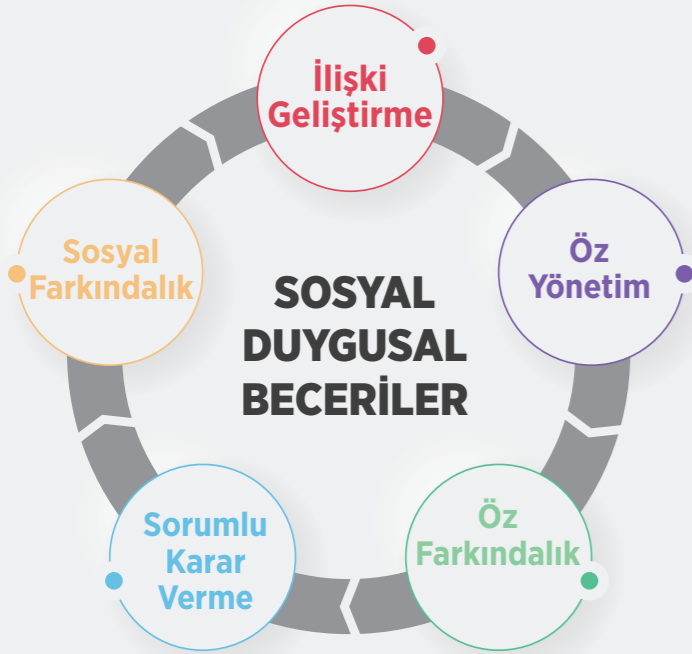 İlişki
Geliştirme
Sosyal
Farkındalık
Öz
Yönetim
SOSYAL
DUYGUSAL
BECERİLER
Sorumlu
Karar
Verme
Öz
Farkındalık